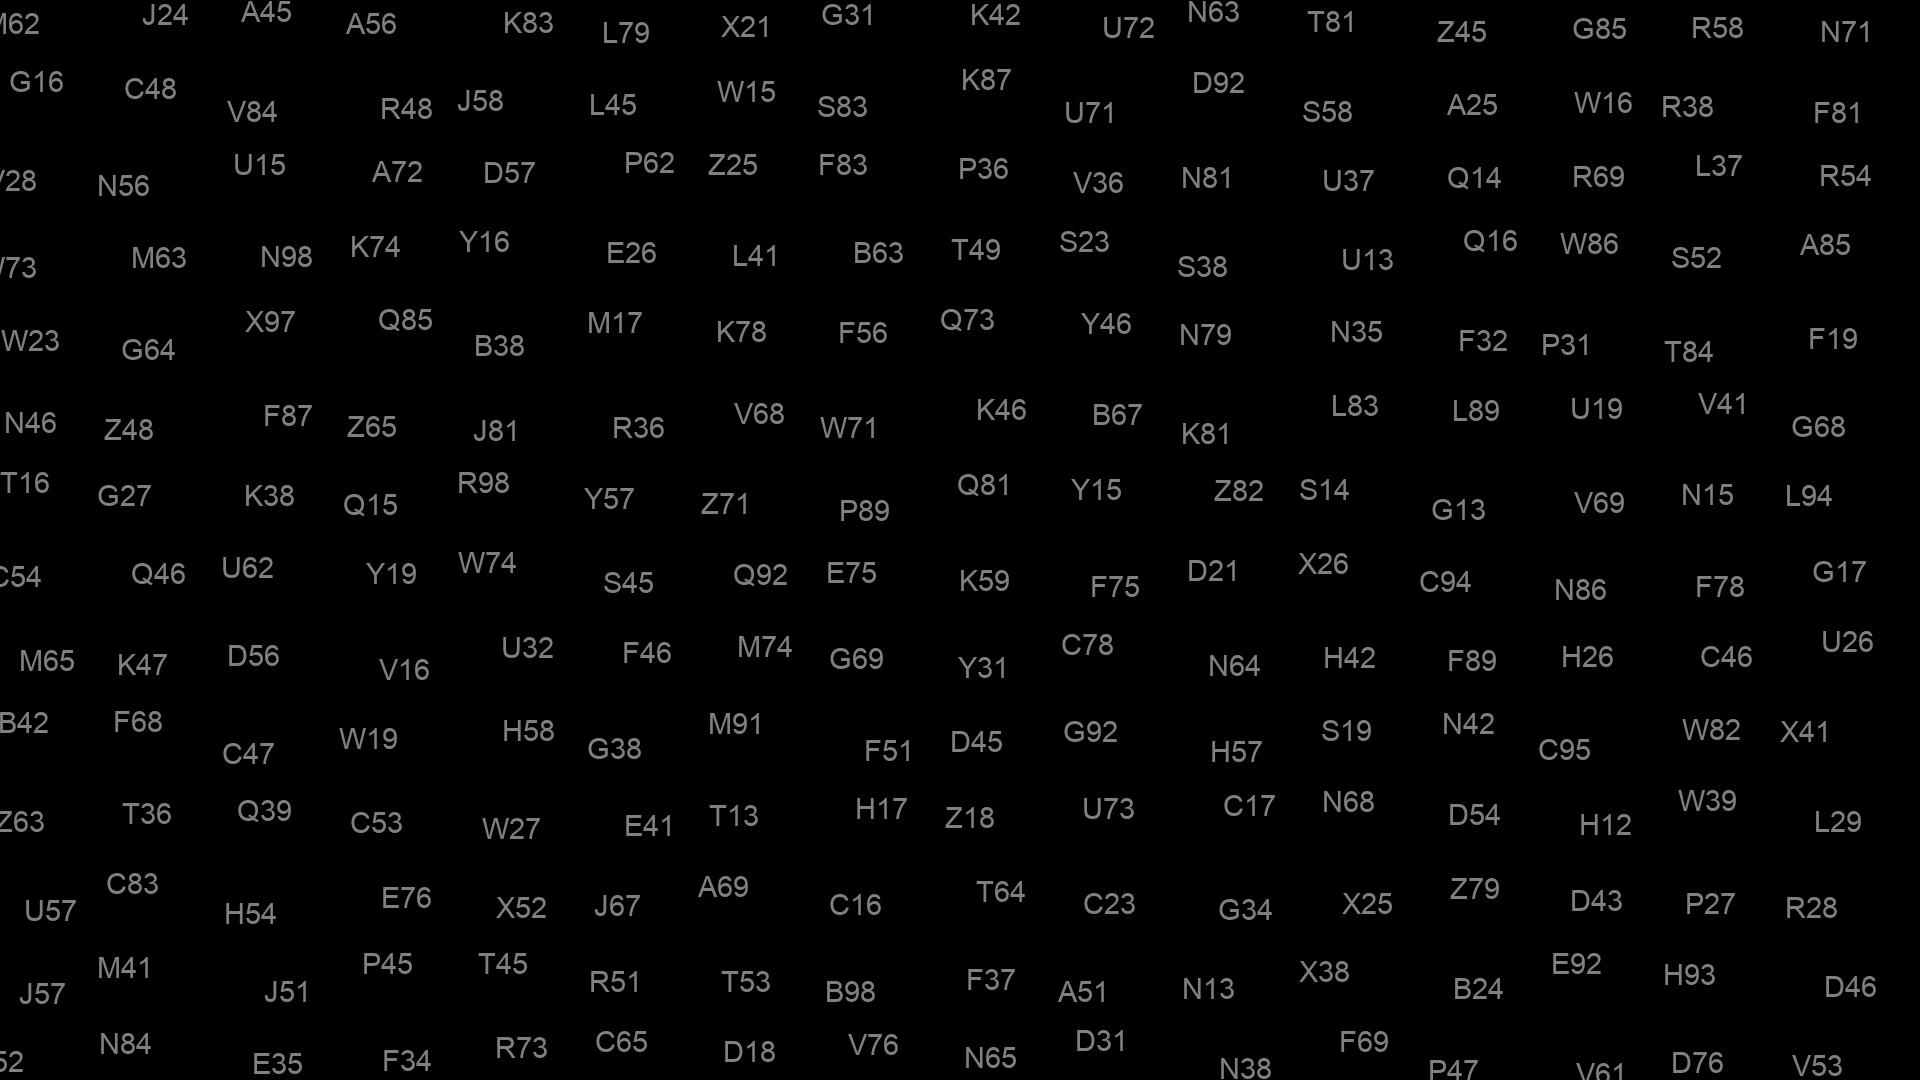 M62 J24 A45 A56 K83 L79 X21 G31 K42 U72 N63 T81 Z45 G85 R58 N71
G16 C48 V84 R48 J58 L45 W15 S83 K87 U71 D92 S58 A25 W16 R38 F81
28 N56 U15 A72 D57 P62 Z25 F83 P36 V36 N81 U37 Q14 R69 L37 R54
73 M63 N98 K74 Y16 E26 L41 B63 T49 S23 S38 U13 Q16 W86 S52 A85
W23 G64 X97 Q85 B38 M17 K78 F56 Q73 Y46 N79 N35 F32 P31 T84 F19
N46 Z48 F87 Z65 J81 R36 V68 W71 K46 B67 K81 L83 L89 U19 V41 G68
T16 G27 K38 Q15 R98 Y57 Z71 P89 Q81 Y15 Z82 S14 G13 V69 N15 L94
C54 Q46 U62 Y19 W74 S45 Q92 E75 K59 F75 D21 X26 C94 N86 F78 G17
M65 K47 D56 V16 U32 F46 M74 G69 Y31 C78 N64 H42 F89 H26 C46 U26
B42 F68 C47 W19 H58 G38 M91 F51 D45 G92 H57 S19 N42 C95 W82 X41
Z63 T36 Q39 C53 W27 E41 T13 H17 Z18 U73 C17 N68 D54 H12 W39 L29
U57 C83 H54 E76 X52 J67 A69 C16 T64 C23 G34 X25 Z79 D43 P27 R28
J57 M41 J51 P45 T45 R51 T53 B98 F37 A51 N13 X38 B24 E92 H93 D46
52 N84 E35 F34 R73 C65 D18 V76 N65 D31 N38 F69 P47 V61 D76 V53